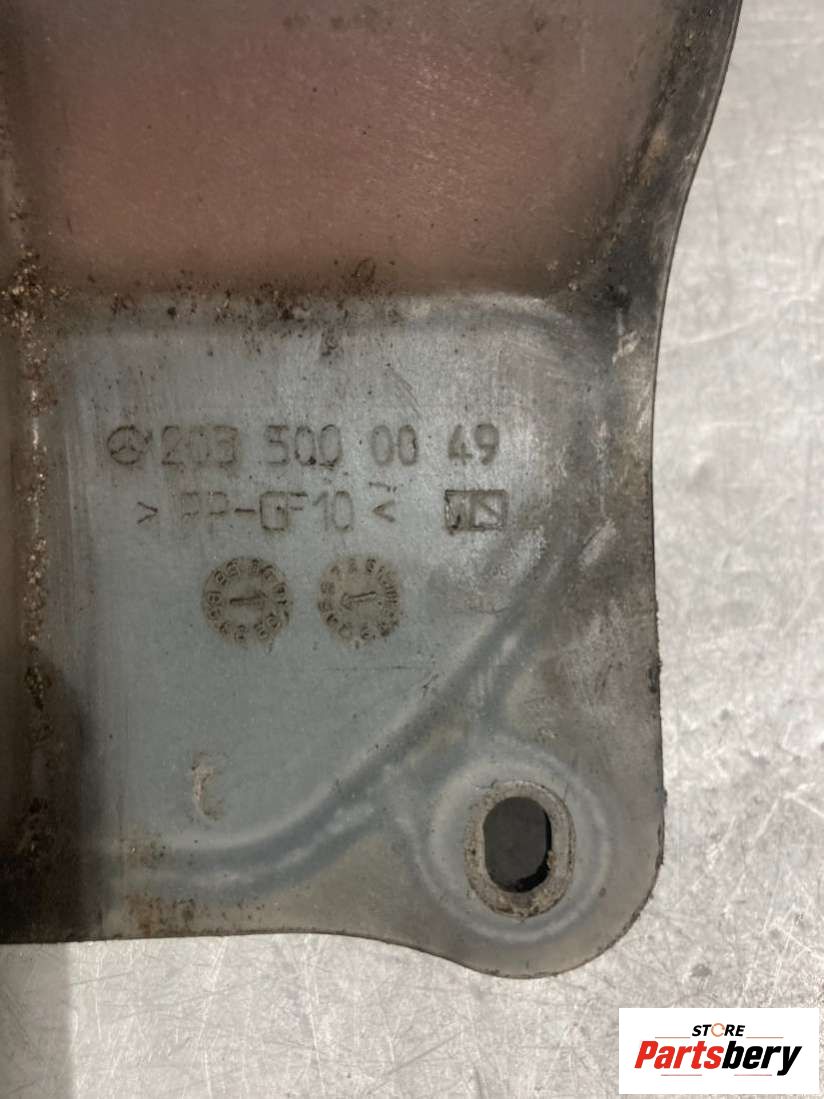 203 500 00 49
>PP-GF10<
STORE
Partsbery